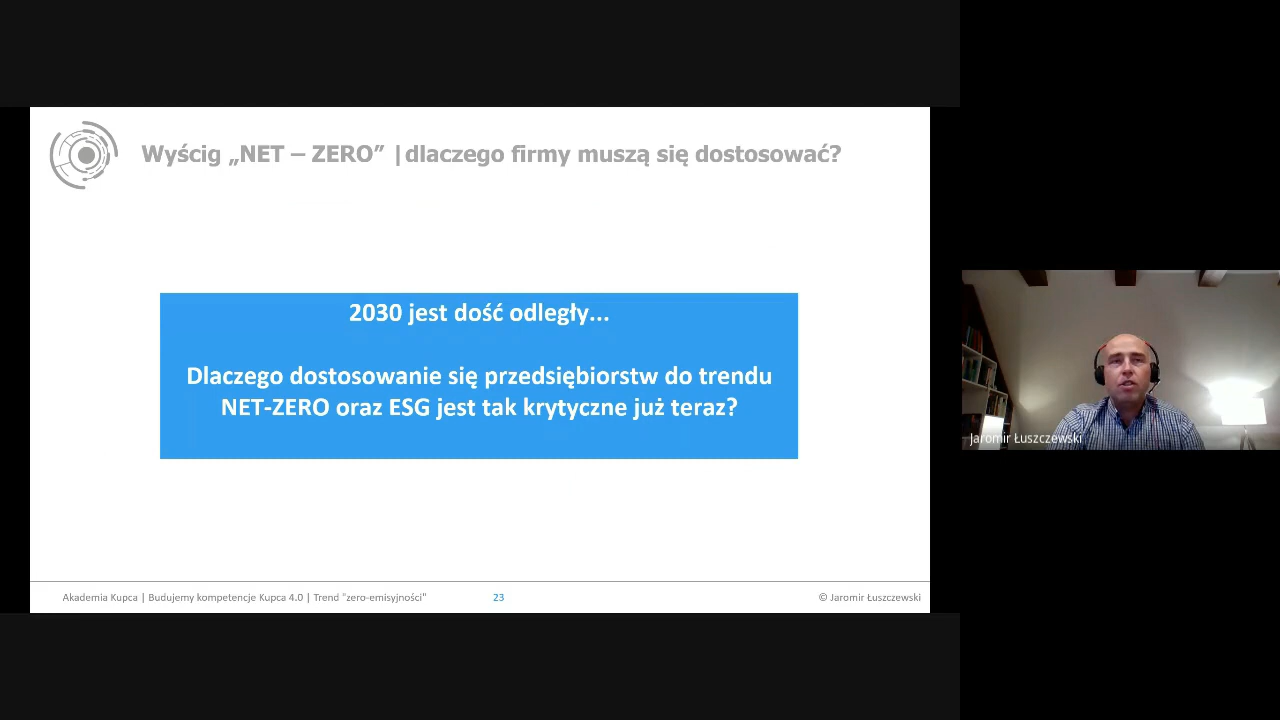 Wyścig „NET – ZERO” |dlaczego firmy muszą się dostosować?
2030 jest dość odległy...
Dlaczego dostosowanie się przedsiębiorstw do trendu
NET-ZERO oraz ESG jest tak krytyczne już teraz?
Akademia Kupca | Budujemy kompetencje Kupca 4.0 | Trend "zero-emisyjności"
23
© Jaromir Łuszczewski
Jaromir Łuszczewski